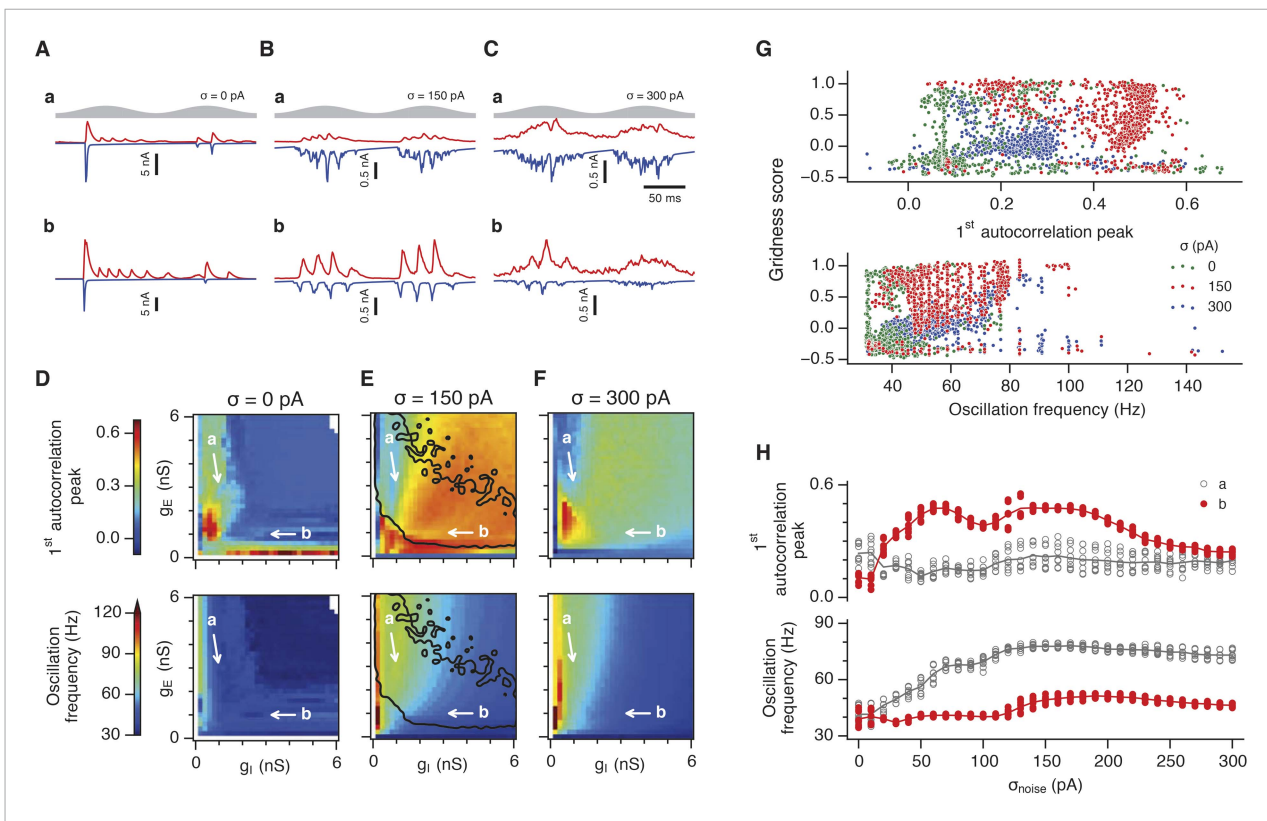 A
B
C
a
σ = 0 pA
a
σ = 150 pA
a
σ = 300 pA
5 nA
0.5 nA
0.5 nA
50 ms
b
b
b
5 nA
0.5 nA
0.5 nA
D
E
F
σ = 0 pA
σ = 150 pA
σ = 300 pA
1st autocorrelation
peak
0.6
0.3
0.0
gE (nS)
6
0
a
b
a
b
a
b
Oscillation
frequency (Hz)
120
90
60
30
gE (nS)
6
0
a
b
a
b
a
b
0
6
0
6
0
6
gI (nS)
gI (nS)
gI (nS)
G
Gridness score
1.0
0.5
0.0
−0.5
0.0
0.2
0.4
0.6
1st autocorrelation peak
σ (pA)
0
150
300
1.0
0.5
0.0
−0.5
40
60
80
100
120
140
Oscillation frequency (Hz)
H
1st
autocorrelation
peak
0.6
0.0
a
b
Oscillation
frequency (Hz)
90
60
30
0
50
100
150
200
250
300
σnoise (pA)